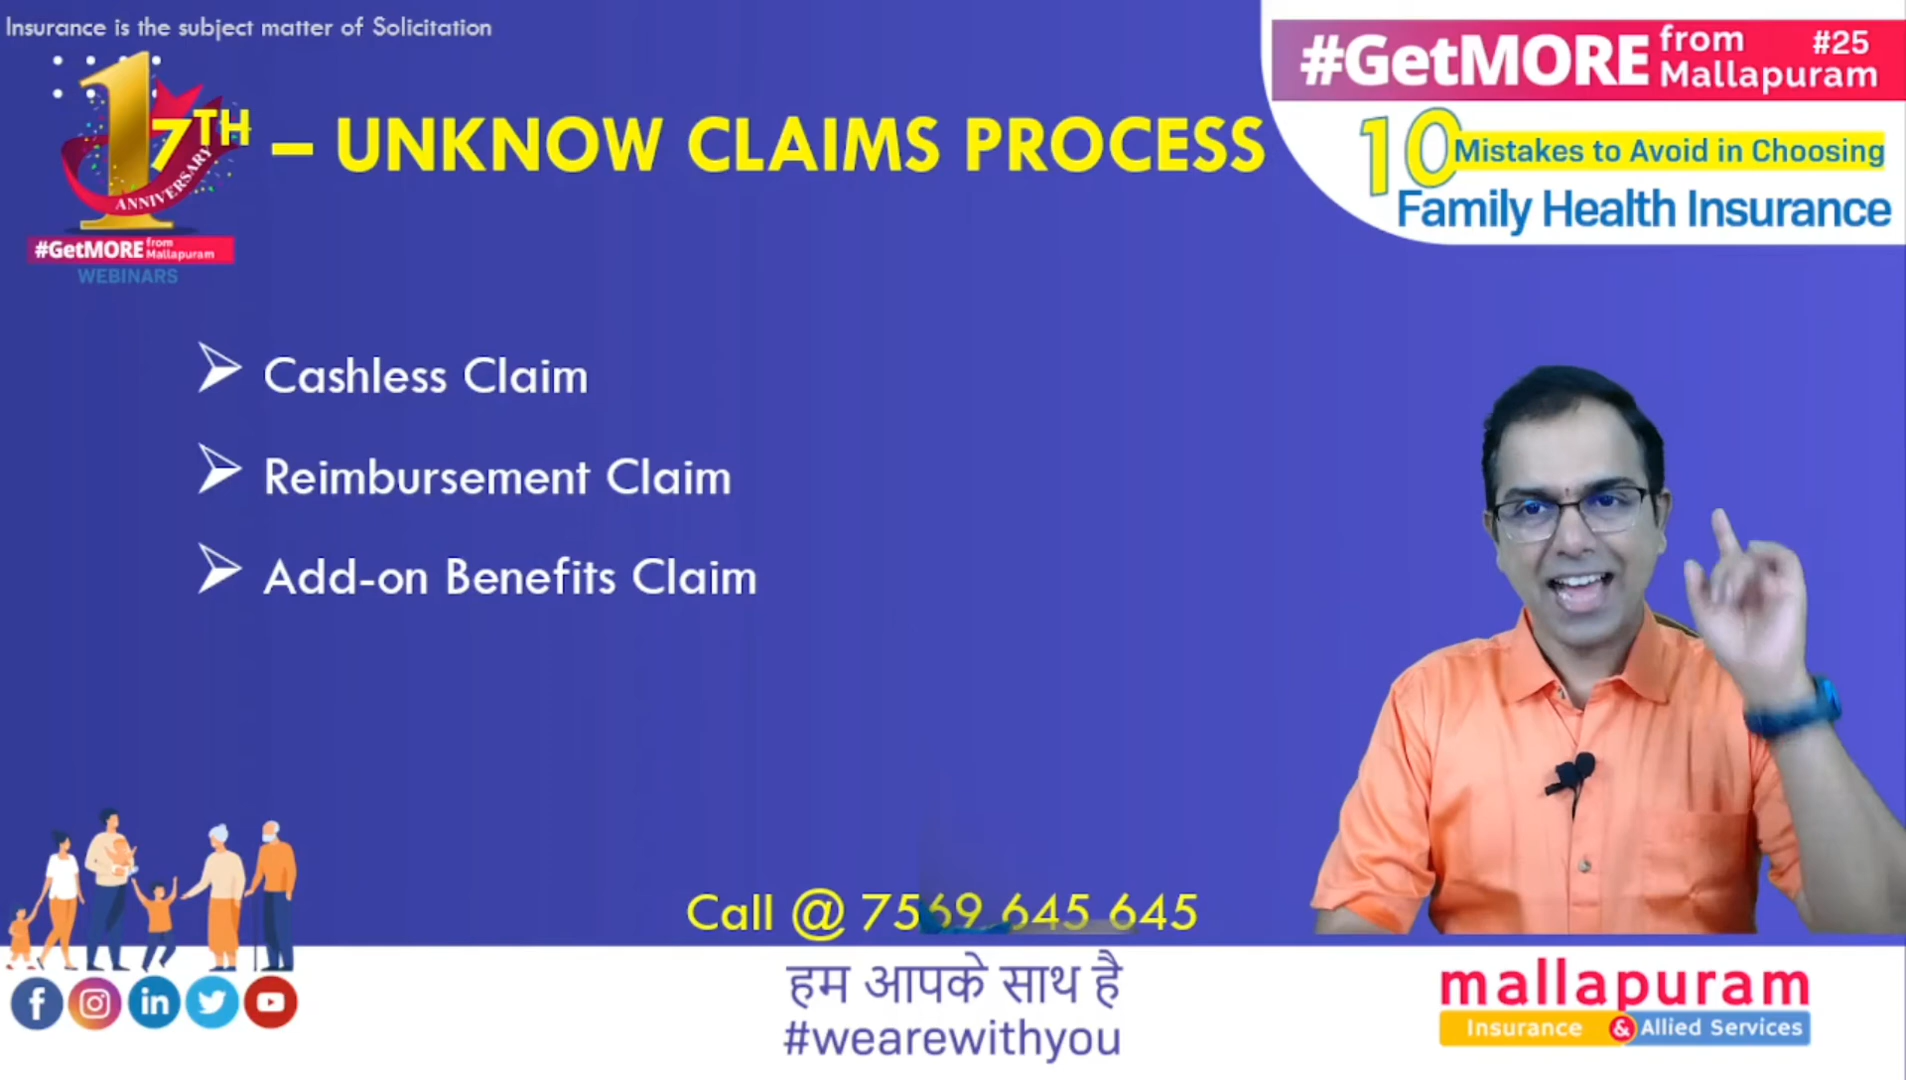 Insurance is the subject matter of Solicitation
#GetMORE from Mallapuram #25
10 Mistakes to Avoid in Choosing
Family Health Insurance
1
ANNIVERSARY
#GetMORE from Mallapuram
WEBINARS
7TH – UNKNOW CLAIMS PROCESS
Cashless Claim
Reimbursement Claim
Add-on Benefits Claim
Call @ 7569 645 645
हम आपके साथ है
#wearewithyou
mallapuram
Insurance & Allied Services